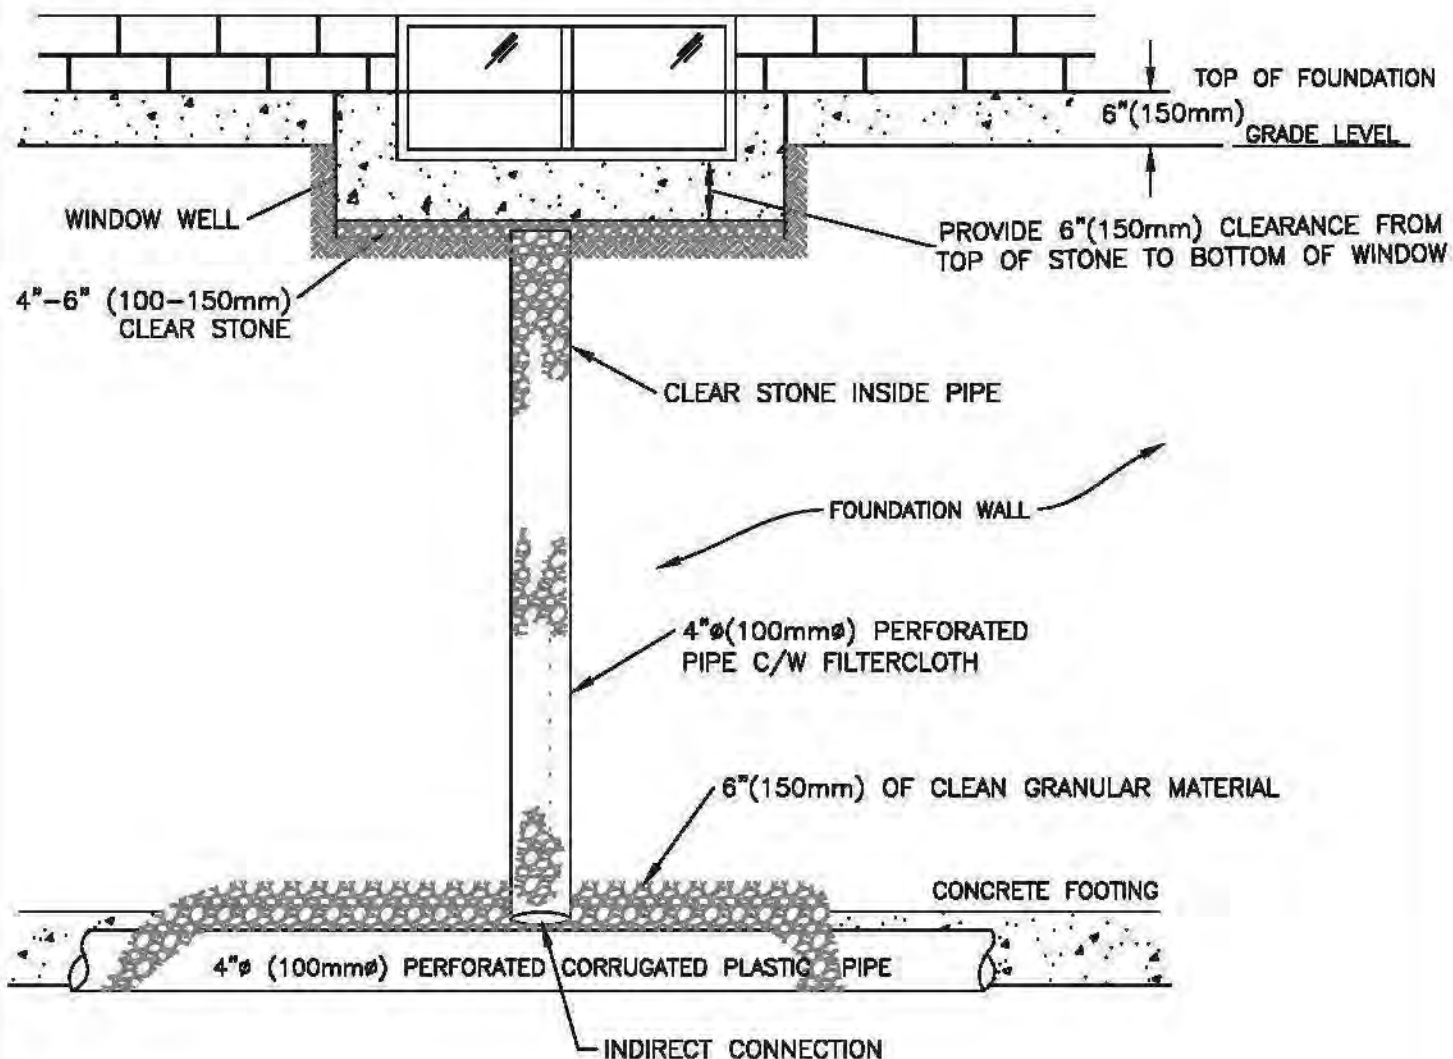 TOP OF FOUNDATION
6"(150mm)
GRADE LEVEL
WINDOW WELL
PROVIDE 6"(150mm) CLEARANCE FROM
TOP OF STONE TO BOTTOM OF WINDOW
4"-6" (100-150mm)
CLEAR STONE
CLEAR STONE INSIDE PIPE
FOUNDATION WALL
4"ø(100mmø) PERFORATED
PIPE C/W FILTERCLOTH
6"(150mm) OF CLEAN GRANULAR MATERIAL
CONCRETE FOOTING
4"ø (100mmø) PERFORATED CORRUGATED PLASTIC PIPE
INDIRECT CONNECTION